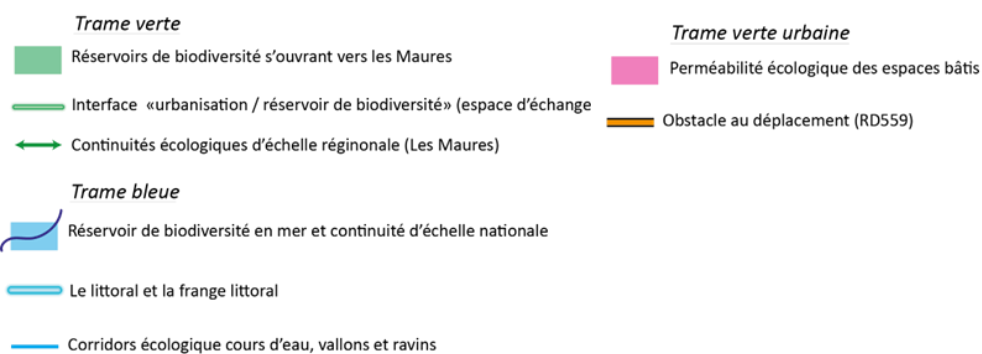 Trame verte
Réservoirs de biodiversité s’ouvrant vers les Maures
Interface «urbanisation / réservoir de biodiversité» (espace d’échange
Continuités écologiques d’échelle réginonale (Les Maures)
Trame bleue
Réservoir de biodiversité en mer et continuité d’échelle nationale
Le littoral et la frange littoral
Corridors écologique cours d’eau, vallons et ravins
Trame verte urbaine
Perméabilité écologique des espaces bâtis
Obstacle au déplacement (RD559)